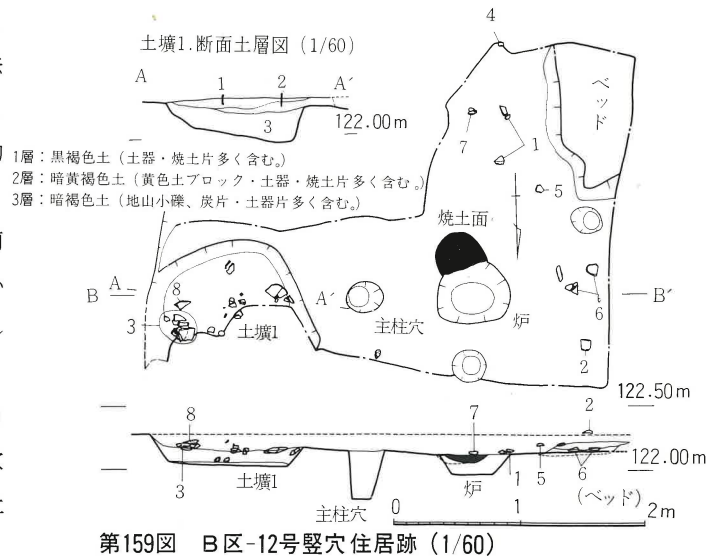 土壙1.断面土層図 (1/60)
A
1
2
A´
3
122.00m
1層：黒褐色土（土器・焼土片多く含む。）
2層：暗黄褐色土（黄色土ブロック・土器・焼土片多く含む。）
3層：暗褐色土（地山小礫、炭片・土器片多く含む。）
4
ベッド
7
1
5
焼土面
B
A
8
3
土壙1
A´
主柱穴
炉
6
B´
2
122.50m
8
7
2
122.00m
3
土壙1
主柱穴
炉
1
5
6
(ベッド)
0
1
2m
第159図 B区-12号竪穴住居跡 (1/60)